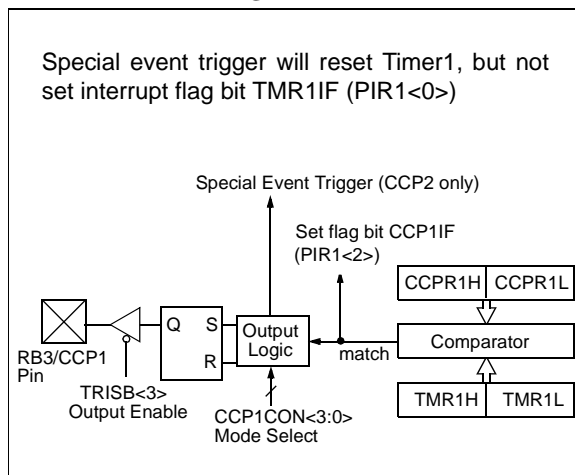 Special event trigger will reset Timer1, but not
set interrupt flag bit TMR1IF (PIR1<0>)
Special Event Trigger (CCP2 only)
Set flag bit CCP1IF
(PIR1<2>)
CCPR1H CCPR1L
Q S Output
Logic
R
match
Comparator
RB3/CCP1
Pin
TRISB<3>
Output Enable
CCP1CON<3:0>
Mode Select
TMR1H TMR1L